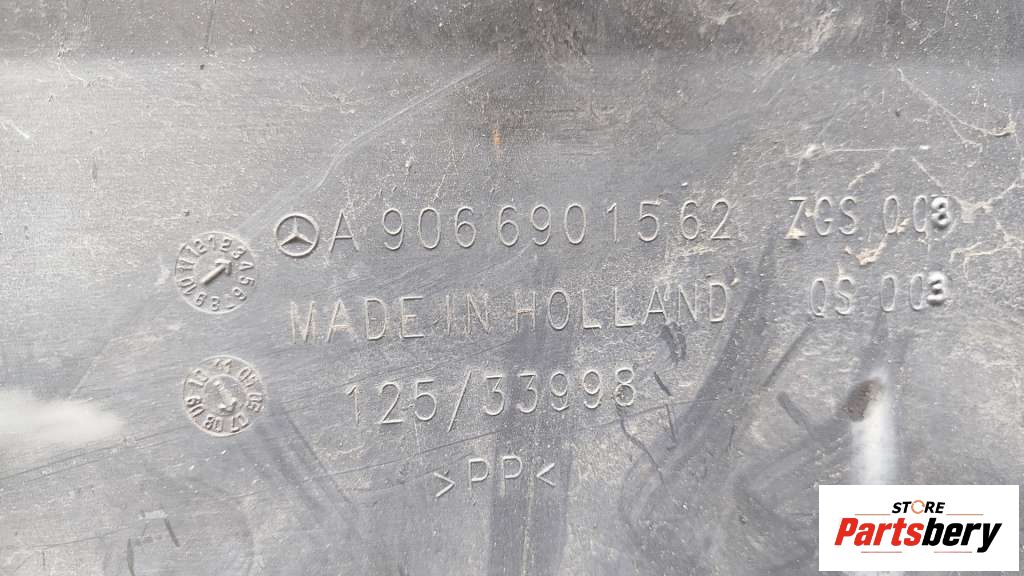 A 906 690 15 62 ZGS 003
MADE IN HOLLAND QS 003
125/33998
>PP<
STORE
Partsbery